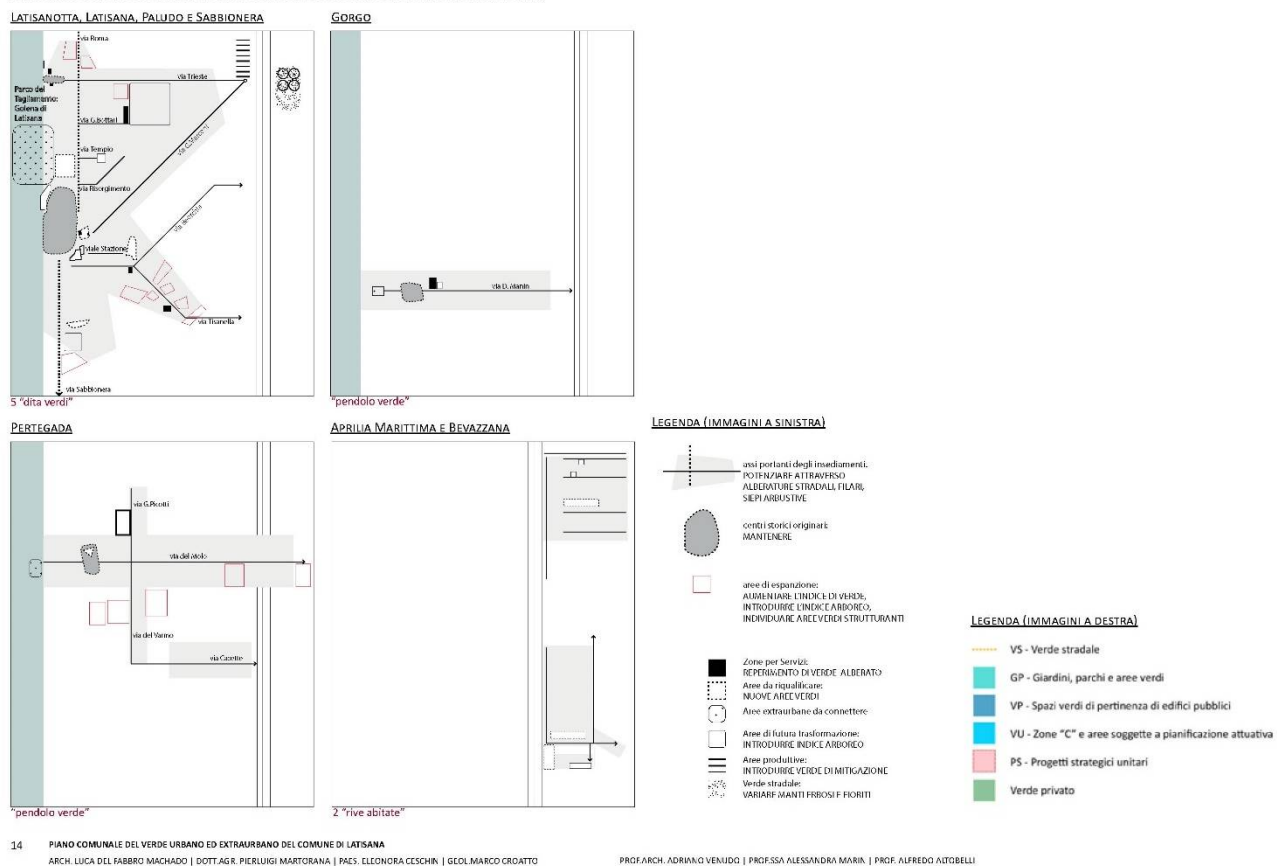 LATISANOTTA, LATISANA, PALUDO E SABBIONERA
via Roma
via Trieste
Parco del
Tagliamento:
Golena di
Latisana
via G.Bottari
via G.Marconi
via Tempio
via Risorgimento
viale Stazione
via Tisanella
via Sabbionera
5 "dita verdi"
GORGO
"pendolo verde"
PERTEGADA
via G.Picotti
via del Varmo
"pendolo verde"
APRILIA MARITTIMA E BEVAZZANA
2 "rive abitate"
LEGENDA (IMMAGINI A SINISTRA)
assi portanti degli insediamenti:
POTENZIARE ATTRAVERSO
ALBERATURE STRADALI, FILARI,
SIEPI ARBUSTIVE
centri storici originari:
MANTENERE
aree di espanzione:
AUMENTARE L'INDICE DI VERDE,
INTRODURRE L'INDICE ARBOREO,
INDIVIDUARE AREE VERDI STRUTTURANTI
Zone per Servizi:
REPERIMENTO DI VERDE ALBERATO
Aree da riqualificare:
NUOVE AREE VERDI
Aree extraurbane da connettere
Aree di futura trasformazione:
INTRODURRE INDICE ARBOREO
Aree produttive:
INTRODURRE VERDE DI MITIGAZIONE
Verde stradale:
VARIARE MANTI ERBOSI E FIORITI
LEGENDA (IMMAGINI A DESTRA)
VS - Verde stradale
GP - Giardini, parchi e aree verdi
VP - Spazi verdi di pertinenza di edifici pubblici
VU - Zone "C" e aree soggette a pianificazione attuativa
PS - Progetti strategici unitari
Verde privato
14 PIANO COMUNALE DEL VERDE URBANO ED EXTRAURBANO DEL COMUNE DI LATISANA
ARCH. LUCA DEL FABBRO MACHADO | DOTT.AGR. PIERLUIGI MARTORANA | PAES. ELEONORA CESCHIN | GEOL.MARCO CROATTO
PROF.ARCH. ADRIANO VENUDO | PROF.SSA ALESSANDRA MARIN | PROF. ALFREDO ALTOBELLI